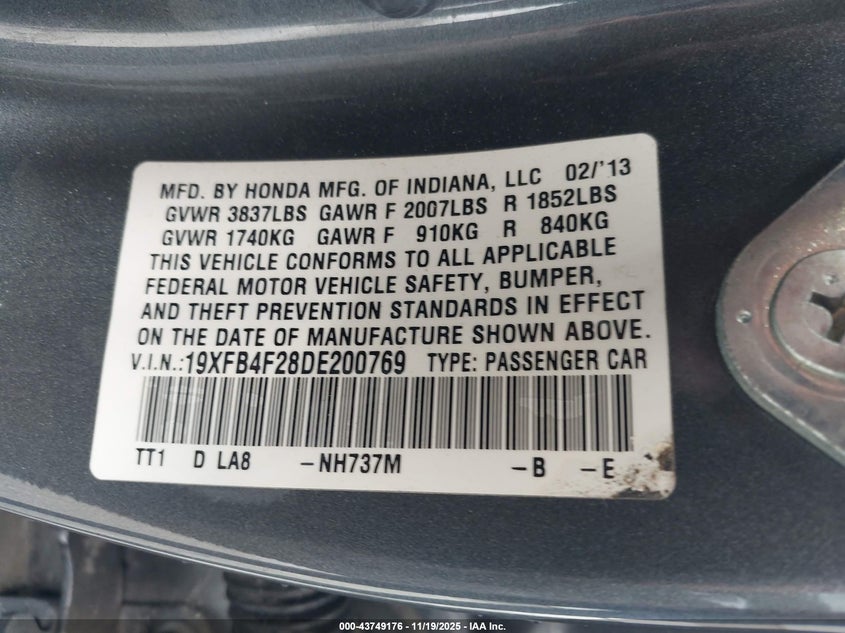 MFD. BY HONDA MFG. OF INDIANA, LLC 02/'13
GVWR 3837LBS GAWR F 2007LBS R 1852LBS
GVWR 1740KG GAWR F 910KG R 840KG
THIS VEHICLE CONFORMS TO ALL APPLICABLE
FEDERAL MOTOR VEHICLE SAFETY, BUMPER,
AND THEFT PREVENTION STANDARDS IN EFFECT
ON THE DATE OF MANUFACTURE SHOWN ABOVE.
V.I.N.:19XFB4F28DE200769 TYPE: PASSENGER CAR
TT1 D LA8 -NH737M -B -E
000-43749176 - 11/19/2025 - IAA Inc.